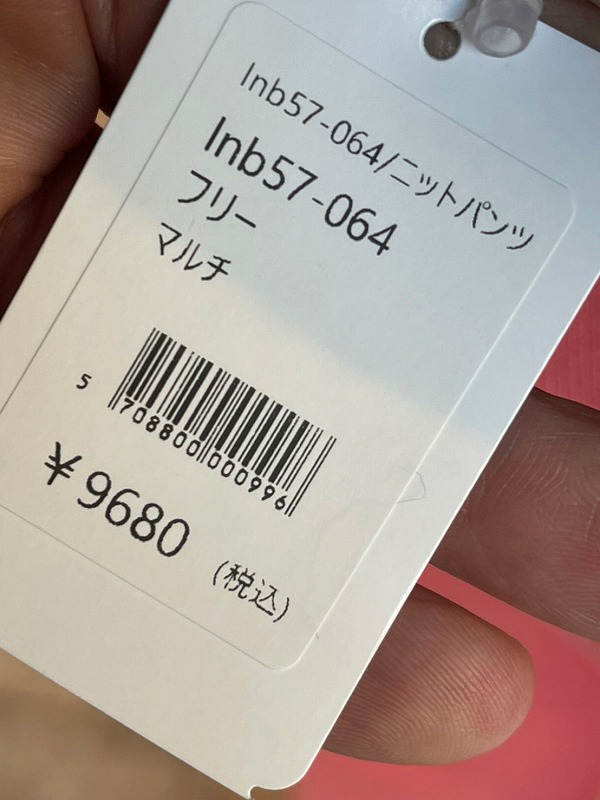 lnb57-064/ニットパンツ
lnb57-064
フリー
マルチ
5 708800 000996
¥9680
(税込)